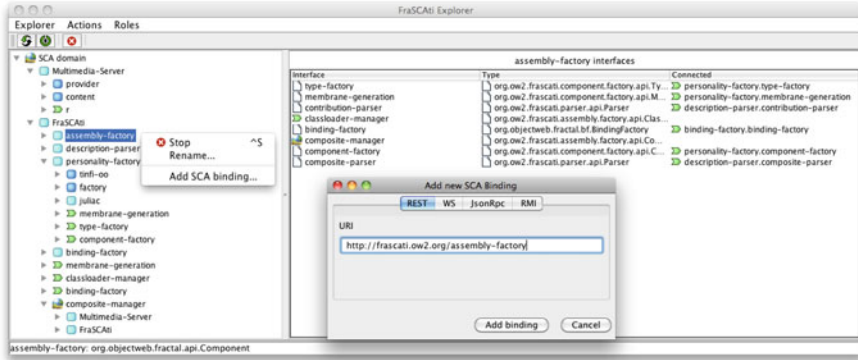 FraSCAti Explorer
Explorer Actions Roles
SCA domain
Multimedia-Server
provider
content
r
FraSCAti
assembly-factory
description-parser
personality-factory
tinfi-oo
factory
juliac
membrane-generation
type-factory
component-factory
binding-factory
membrane-generation
classloader-manager
binding-factory
composite-manager
Multimedia-Server
FraSCAti
Stop ^S
Rename...
Add SCA binding...
assembly-factory interfaces
Interface Type Connected
type-factory org.ow2.frascati.component.factory.api.Ty... personality-factory.type-factory
membrane-generation org.ow2.frascati.component.factory.api.M... personality-factory.membrane-generation
contribution-parser org.ow2.frascati.parser.api.Parser description-parser.contribution-parser
classloader-manager org.ow2.frascati.assembly.factory.api.Clas...
binding-factory org.objectweb.fractal.bf.BindingFactory binding-factory.binding-factory
composite-manager org.ow2.frascati.assembly.factory.api.Co...
component-factory org.ow2.frascati.component.factory.api.C... personality-factory.component-factory
composite-parser org.ow2.frascati.parser.api.Parser description-parser.composite-parser
Add new SCA Binding
REST WS JsonRpc RMI
URI
http://frascati.ow2.org/assembly-factory
Add binding Cancel
assembly-factory: org.objectweb.fractal.api.Component